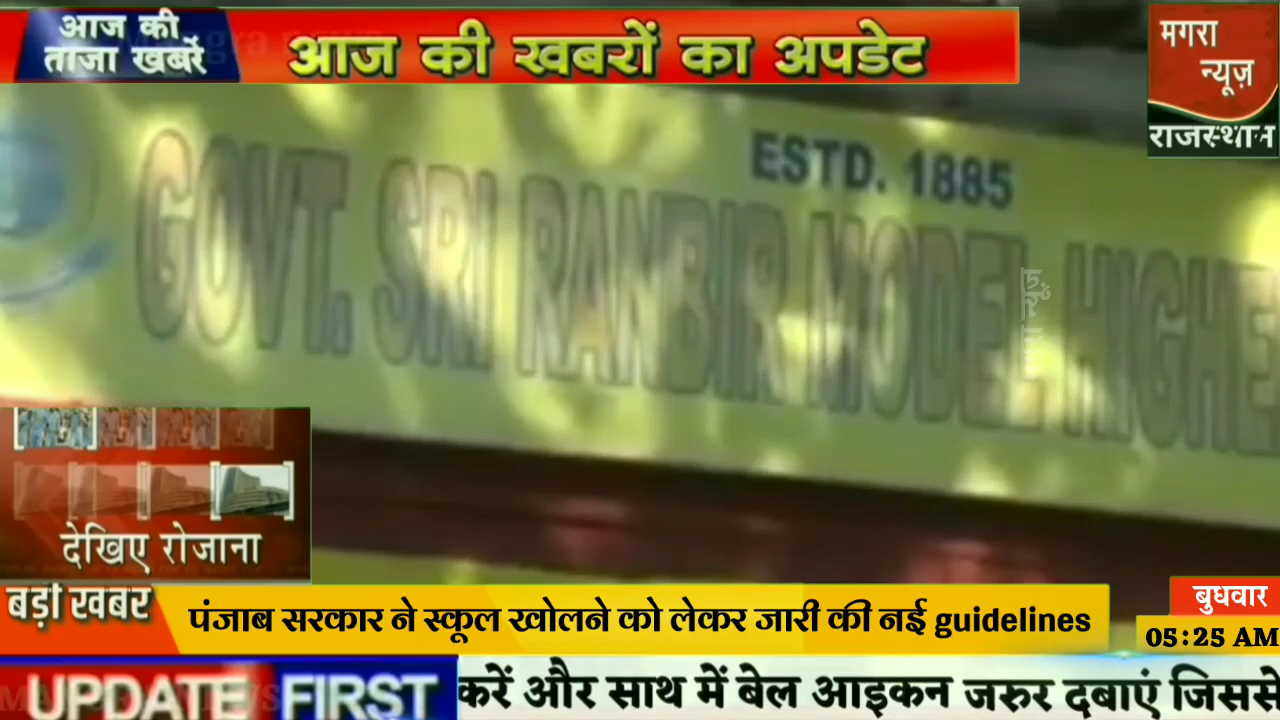 आज की
ताजा खबरें
आज की खबरों का अपडेट
मगरा
न्यूज़
राजस्थान
ESTD. 1885
GOVT. SRI RANBIR MODEL HIGHE
मगरा न्यूज़
देखिए रोजाना
बड़ी खबर
पंजाब सरकार ने स्कूल खोलने को लेकर जारी की नई guidelines
बुधवार
05:25 AM
UPDATE FIRST
करें और साथ में बेल आइकन जरुर दबाएं जिससे